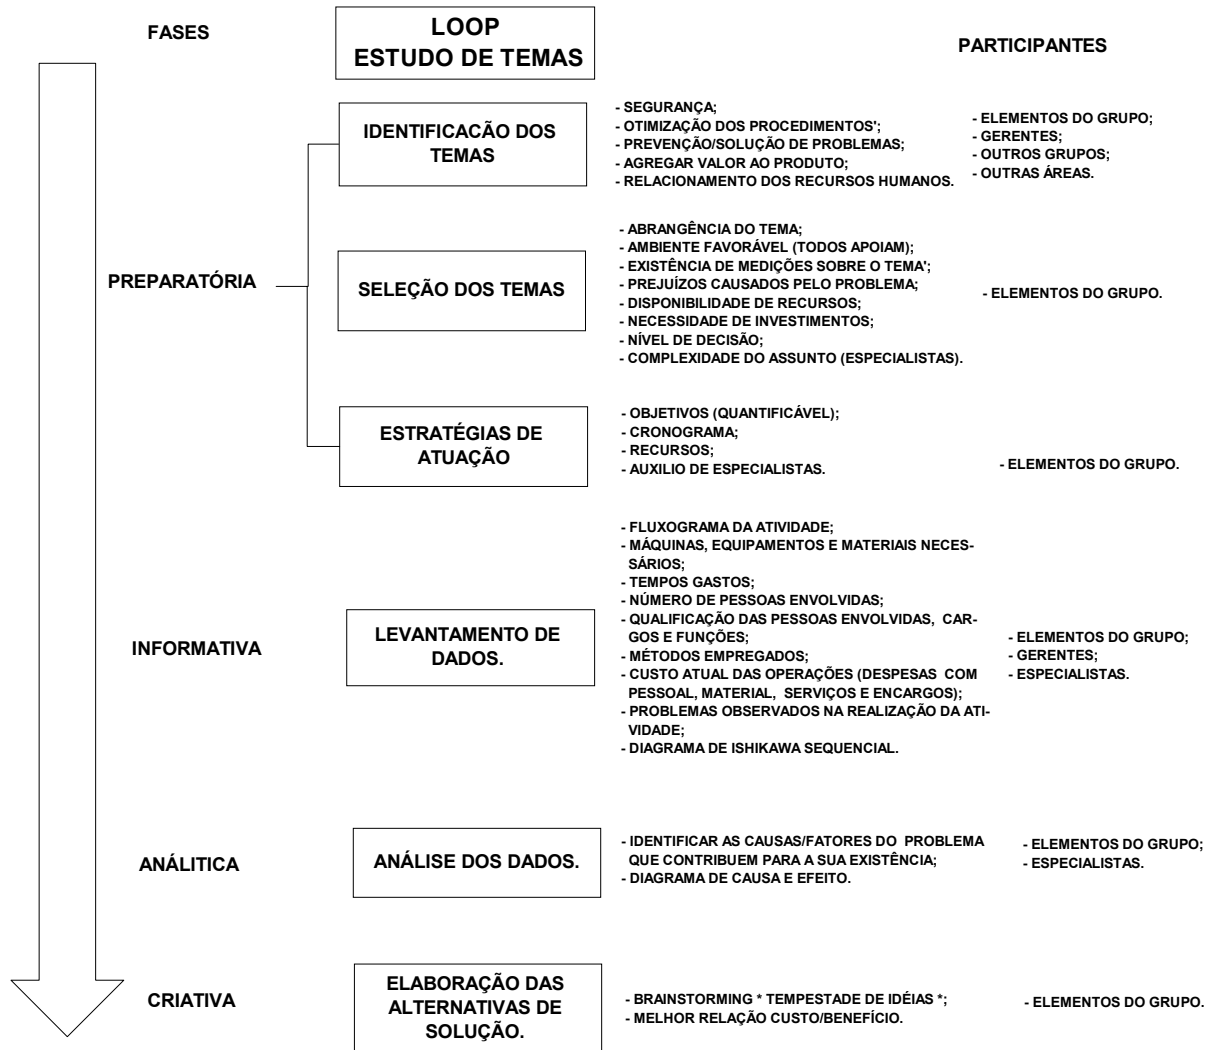 FASES
LOOP
ESTUDO DE TEMAS
PARTICIPANTES
IDENTIFICACÃO DOS
TEMAS
- SEGURANÇA;
- OTIMIZAÇÃO DOS PROCEDIMENTOS';
- PREVENÇÃO/SOLUÇÃO DE PROBLEMAS;
- AGREGAR VALOR AO PRODUTO;
- RELACIONAMENTO DOS RECURSOS HUMANOS.
- ELEMENTOS DO GRUPO;
- GERENTES;
- OUTROS GRUPOS;
- OUTRAS ÁREAS.
PREPARATÓRIA
SELEÇÃO DOS TEMAS
- ABRANGÊNCIA DO TEMA;
- AMBIENTE FAVORÁVEL (TODOS APOIAM);
- EXISTÊNCIA DE MEDIÇÕES SOBRE O TEMA';
- PREJUÍZOS CAUSADOS PELO PROBLEMA;
- DISPONIBILIDADE DE RECURSOS;
- NECESSIDADE DE INVESTIMENTOS;
- NÍVEL DE DECISÃO;
- COMPLEXIDADE DO ASSUNTO (ESPECIALISTAS).
- ELEMENTOS DO GRUPO.
ESTRATÉGIAS DE
ATUAÇÃO
- OBJETIVOS (QUANTIFICÁVEL);
- CRONOGRAMA;
- RECURSOS;
- AUXILIO DE ESPECIALISTAS.
- ELEMENTOS DO GRUPO.
INFORMATIVA
LEVANTAMENTO DE
DADOS.
- FLUXOGRAMA DA ATIVIDADE;
- MÁQUINAS, EQUIPAMENTOS E MATERIAIS NECES-
SÁRIOS;
- TEMPOS GASTOS;
- NÚMERO DE PESSOAS ENVOLVIDAS;
- QUALIFICAÇÃO DAS PESSOAS ENVOLVIDAS, CAR-
GOS E FUNÇÕES;
- MÉTODOS EMPREGADOS;
- CUSTO ATUAL DAS OPERAÇÕES (DESPESAS COM
PESSOAL, MATERIAL, SERVIÇOS E ENCARGOS);
- PROBLEMAS OBSERVADOS NA REALIZAÇÃO DA ATI-
VIDADE;
- DIAGRAMA DE ISHIKAWA SEQUENCIAL.
- ELEMENTOS DO GRUPO;
- GERENTES;
- ESPECIALISTAS.
ANÁLITICA
ANÁLISE DOS DADOS.
- IDENTIFICAR AS CAUSAS/FATORES DO PROBLEMA
QUE CONTRIBUEM PARA A SUA EXISTÊNCIA;
- DIAGRAMA DE CAUSA E EFEITO.
- ELEMENTOS DO GRUPO;
- ESPECIALISTAS.
CRIATIVA
ELABORAÇÃO DAS
ALTERNATIVAS DE
SOLUÇÃO.
- BRAINSTORMING * TEMPESTADE DE IDÉIAS *;
- MELHOR RELAÇÃO CUSTO/BENEFÍCIO.
- ELEMENTOS DO GRUPO.